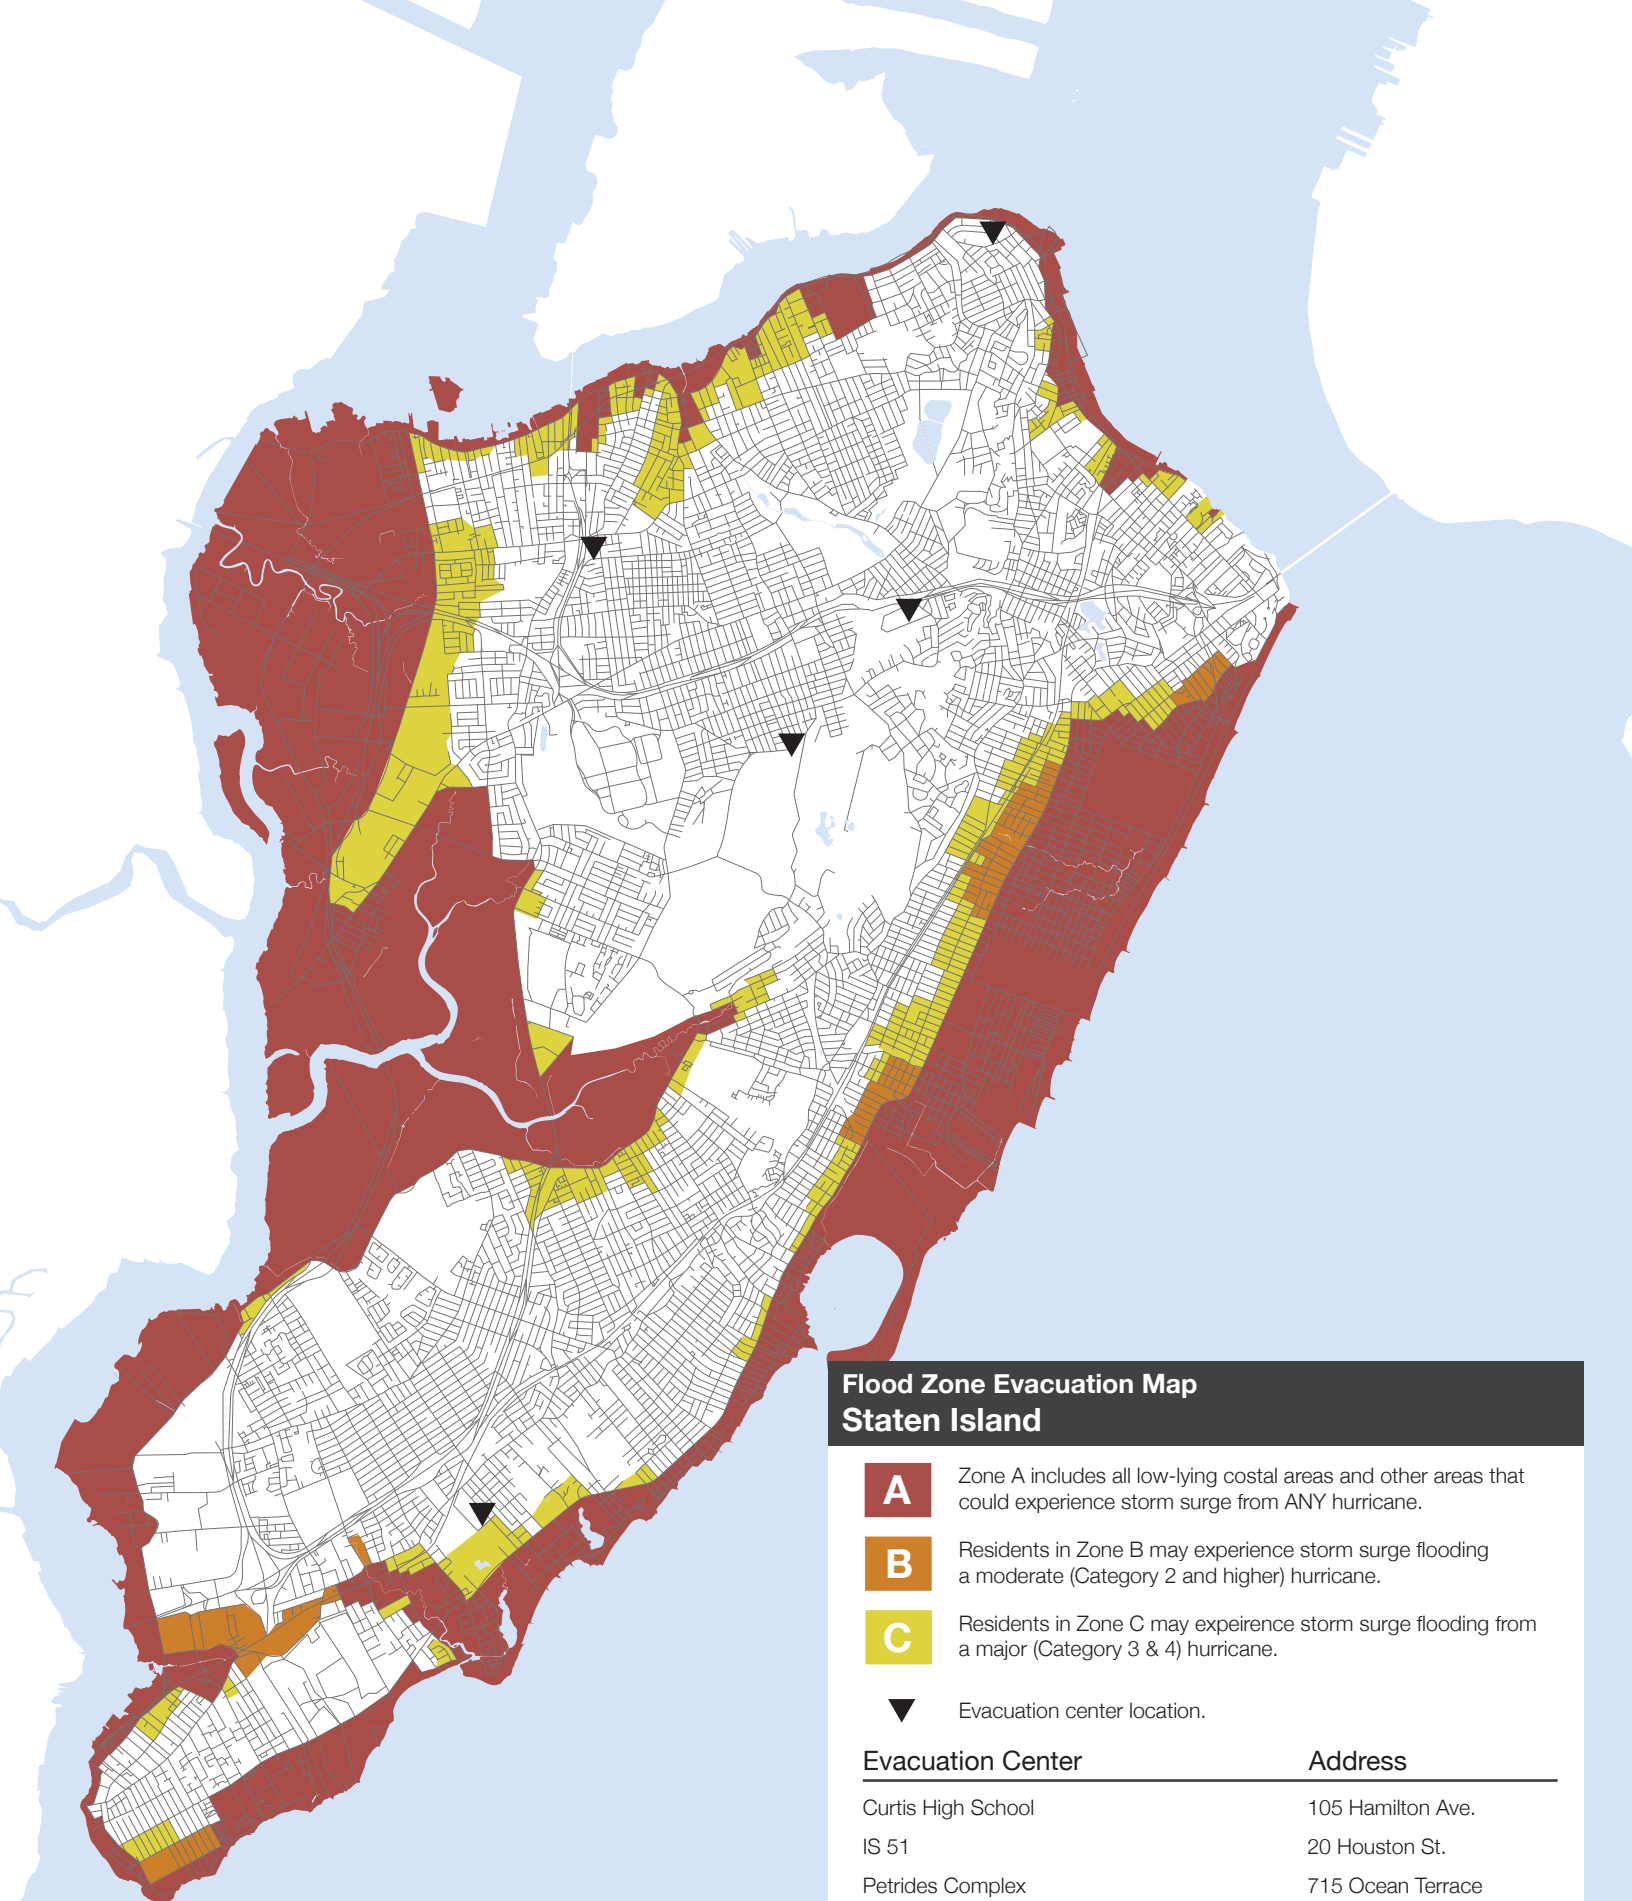 Flood Zone Evacuation Map
Staten Island
A
Zone A includes all low-lying costal areas and other areas that
could experience storm surge from ANY hurricane.
B
Residents in Zone B may experience storm surge flooding
a moderate (Category 2 and higher) hurricane.
C
Residents in Zone C may expeirence storm surge flooding from
a major (Category 3 & 4) hurricane.
Evacuation center location.
Evacuation Center Address
Curtis High School 105 Hamilton Ave.
IS 51 20 Houston St.
Petrides Complex 715 Ocean Terrace